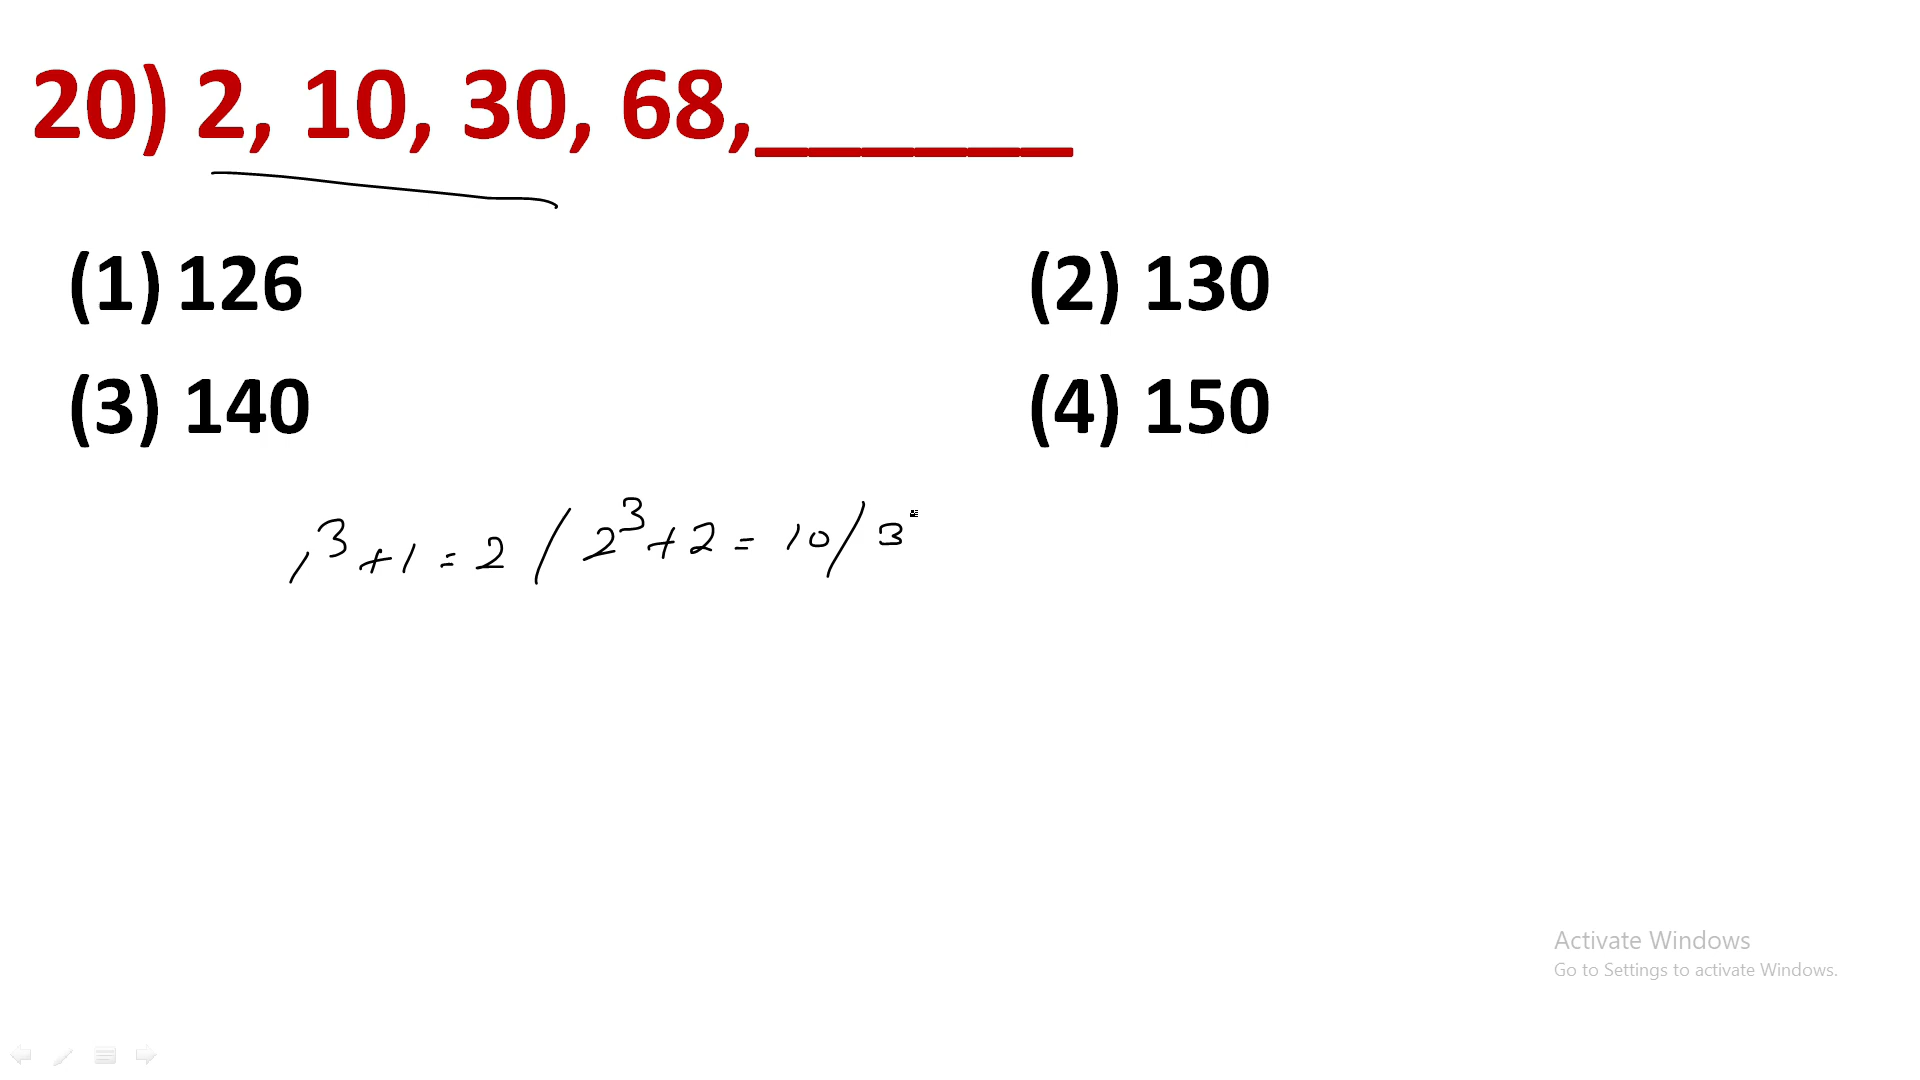 20) 2, 10, 30, 68,______
(1) 126 (2) 130
(3) 140 (4) 150
1³+1=2 / 2³+2=10 / 3
Activate Windows
Go to Settings to activate Windows.